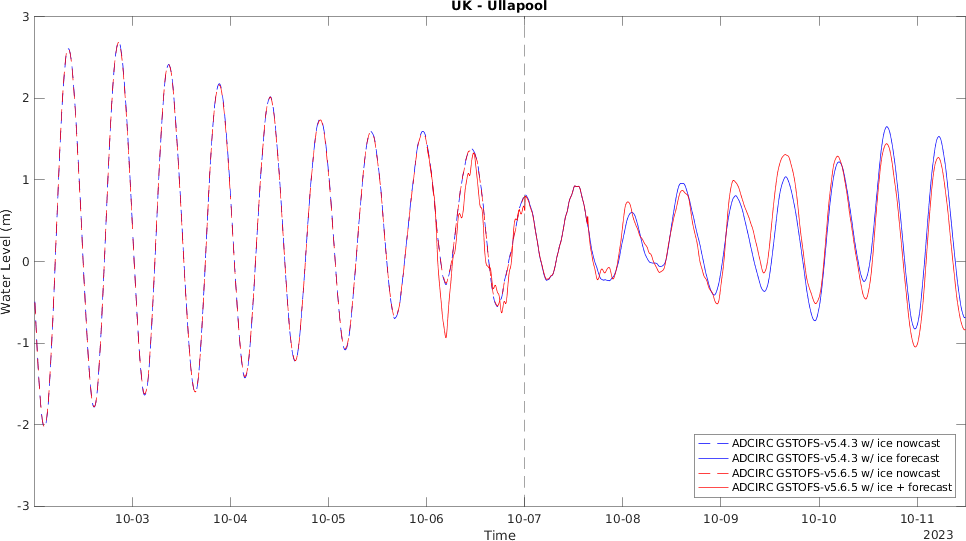 UK - Ullapool
3
2
1
0
-1
-2
-3
Water Level (m)
10-03 10-04 10-05 10-06 10-07 10-08 10-09 10-10 10-11
Time
2023
ADCIRC GSTOFS-v5.4.3 w/ ice nowcast
ADCIRC GSTOFS-v5.4.3 w/ ice forecast
ADCIRC GSTOFS-v5.6.5 w/ ice nowcast
ADCIRC GSTOFS-v5.6.5 w/ ice + forecast